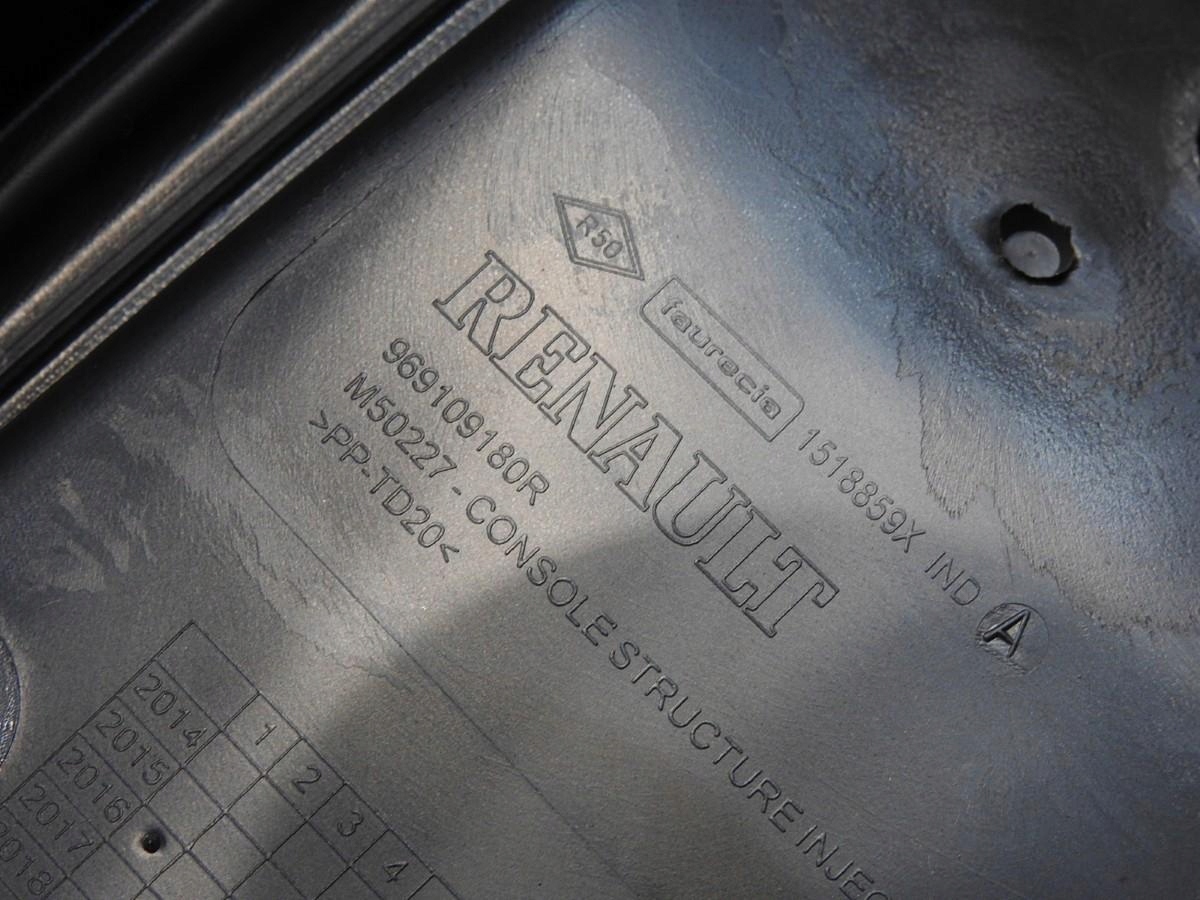 R50
faurecia 1518859X IND A
RENAULT
969109180R
M50227 - CONSOLE STRUCTURE INJEC
>PP-TD20<
1 2 3 4
2014
2015
2016
2017
2018